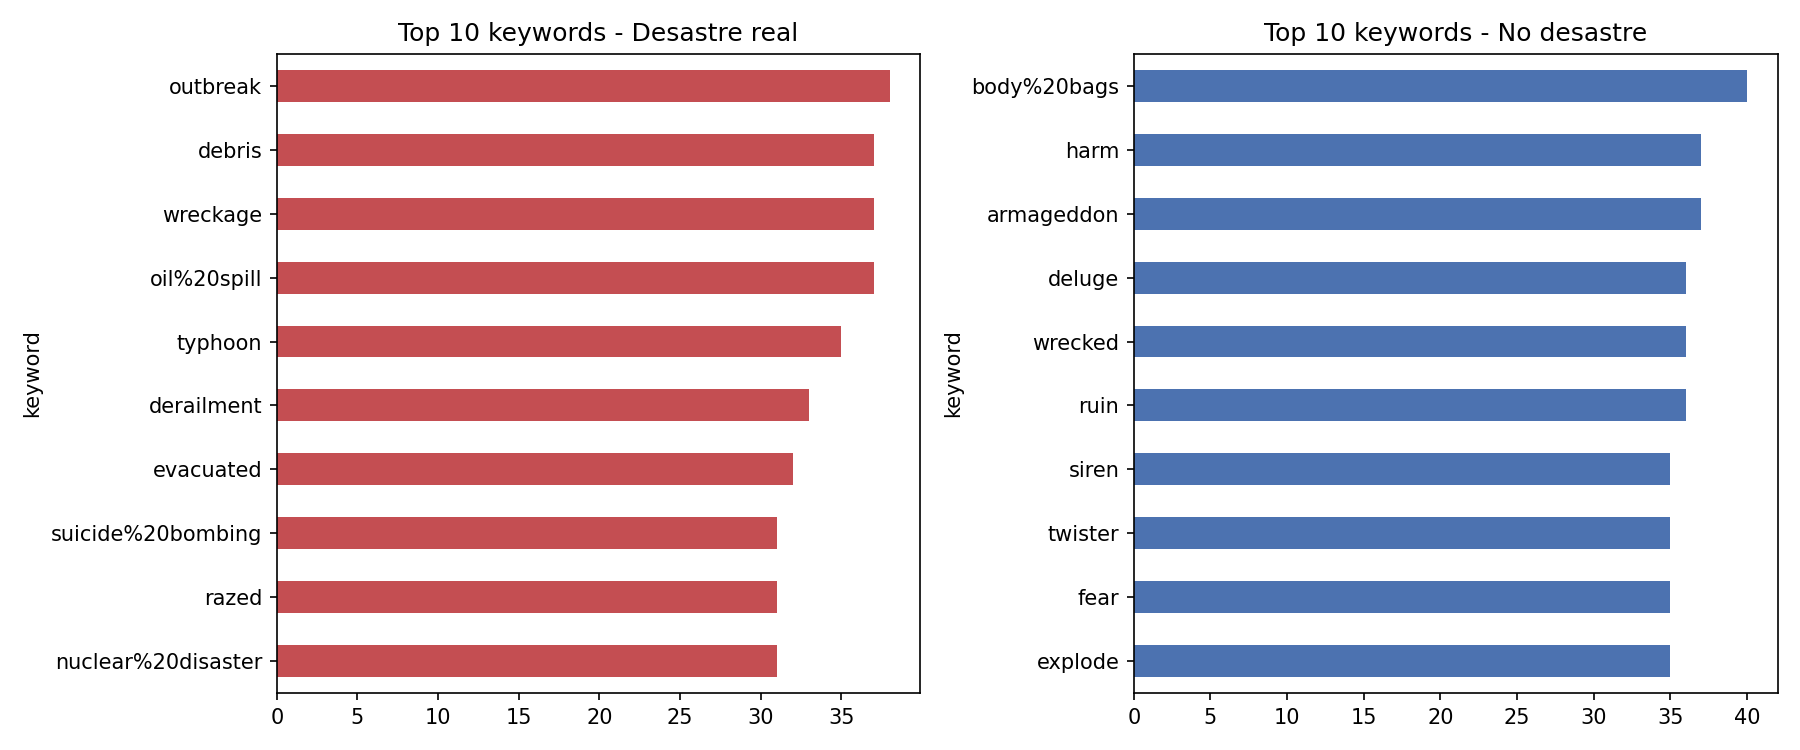 Top 10 keywords - Desastre real
keyword
outbreak
debris
wreckage
oil%20spill
typhoon
derailment
evacuated
suicide%20bombing
razed
nuclear%20disaster
0 5 10 15 20 25 30 35
Top 10 keywords - No desastre
keyword
body%20bags
harm
armageddon
deluge
wrecked
ruin
siren
twister
fear
explode
0 5 10 15 20 25 30 35 40